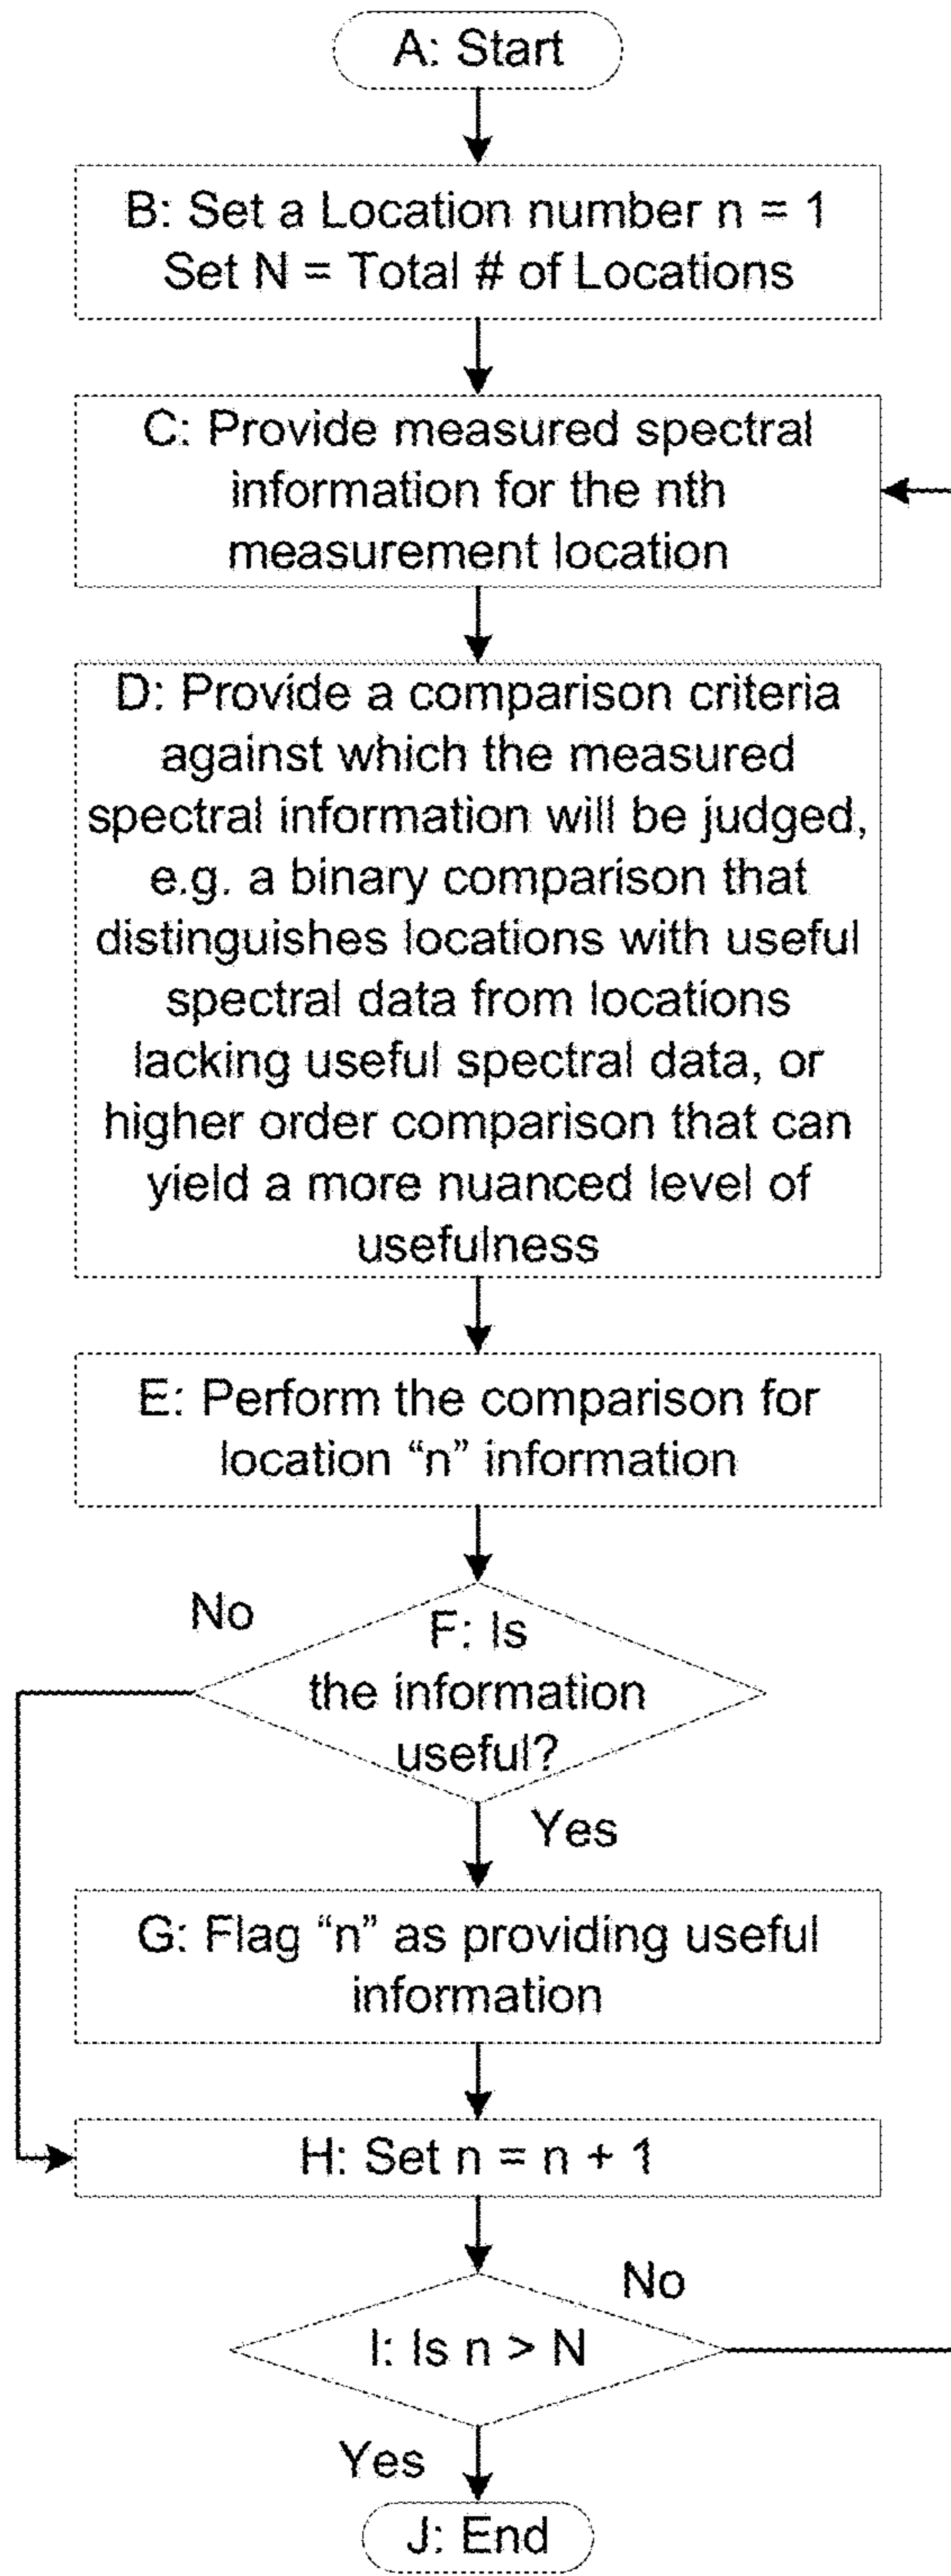 A: Start
B: Set a Location number n = 1
Set N = Total # of Locations
C: Provide measured spectral
information for the nth
measurement location
D: Provide a comparison criteria
against which the measured
spectral information will be judged,
e.g. a binary comparison that
distinguishes locations with useful
spectral data from locations
lacking useful spectral data, or
higher order comparison that can
yield a more nuanced level of
usefulness
E: Perform the comparison for
location “n” information
No
F: Is
the information
useful?
Yes
G: Flag “n” as providing useful
information
H: Set n = n + 1
No
I: Is n > N
Yes
J: End